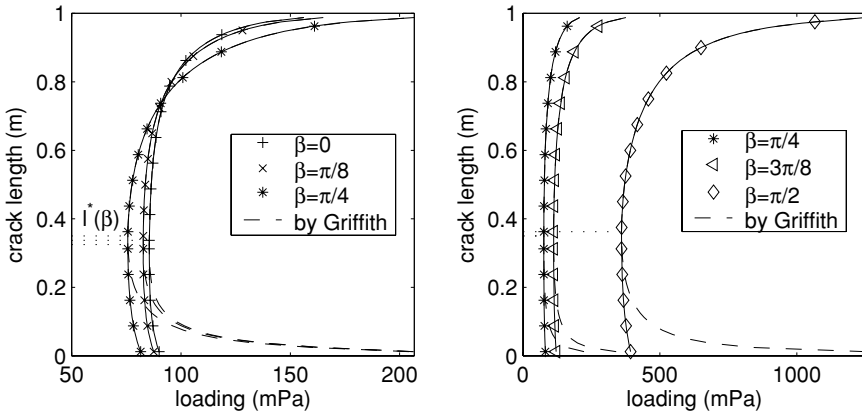 1
0.8
0.6
0.4
0.2
0
crack length (m)
l*(β)
β=0
β=π/8
β=π/4
by Griffith
50 100 150 200
loading (mPa)
1
0.8
0.6
0.4
0.2
0
crack length (m)
β=π/4
β=3π/8
β=π/2
by Griffith
0 500 1000
loading (mPa)